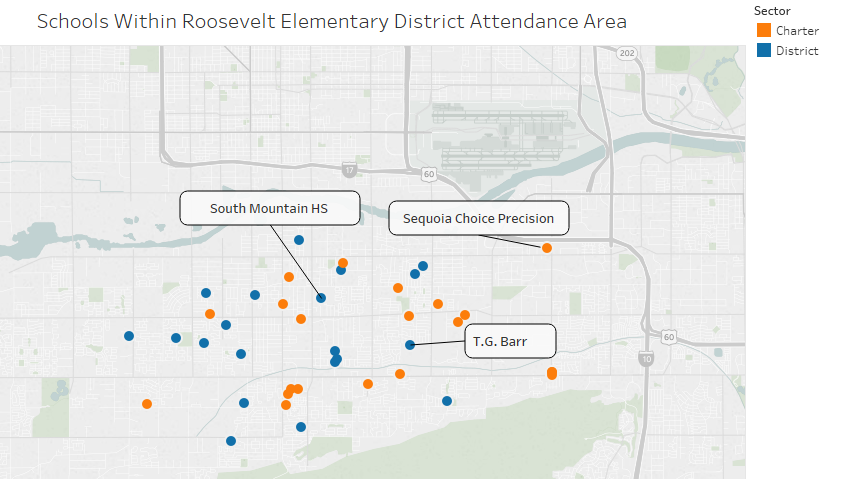 Schools Within Roosevelt Elementary District Attendance Area
Sector
Charter
District
202
17
60
South Mountain HS
Sequoia Choice Precision
T.G. Barr
60
10